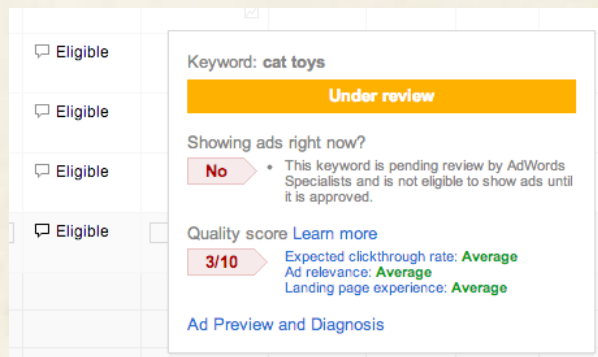 Eligible
Eligible
Eligible
Eligible
Keyword: cat toys
Under review
Showing ads right now?
No
• This keyword is pending review by AdWords
Specialists and is not eligible to show ads until
it is approved.
Quality score Learn more
3/10
Expected clickthrough rate: Average
Ad relevance: Average
Landing page experience: Average
Ad Preview and Diagnosis